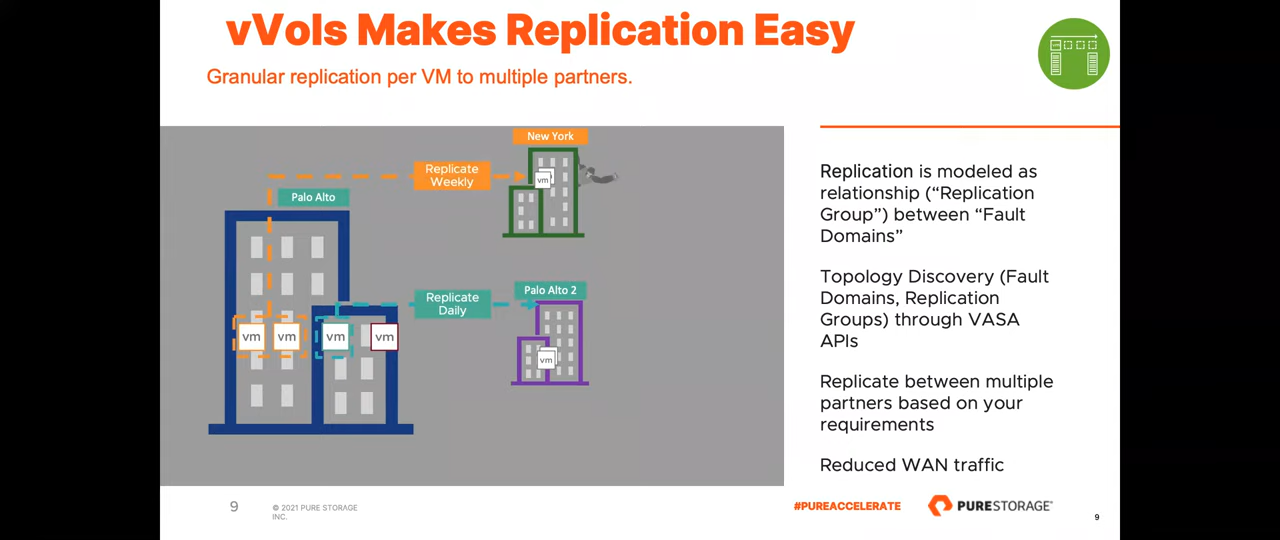 vVols Makes Replication Easy
Granular replication per VM to multiple partners.
New York
Replicate
Weekly
vm
Palo Alto
Palo Alto 2
Replicate
Daily
vm
vm
vm
vm
vm
Replication is modeled as
relationship (“Replication
Group”) between “Fault
Domains”
Topology Discovery (Fault
Domains, Replication
Groups) through VASA
APIs
Replicate between multiple
partners based on your
requirements
Reduced WAN traffic
9
© 2021 PURE STORAGE
INC.
#PUREACCELERATE
PURESTORAGE
9